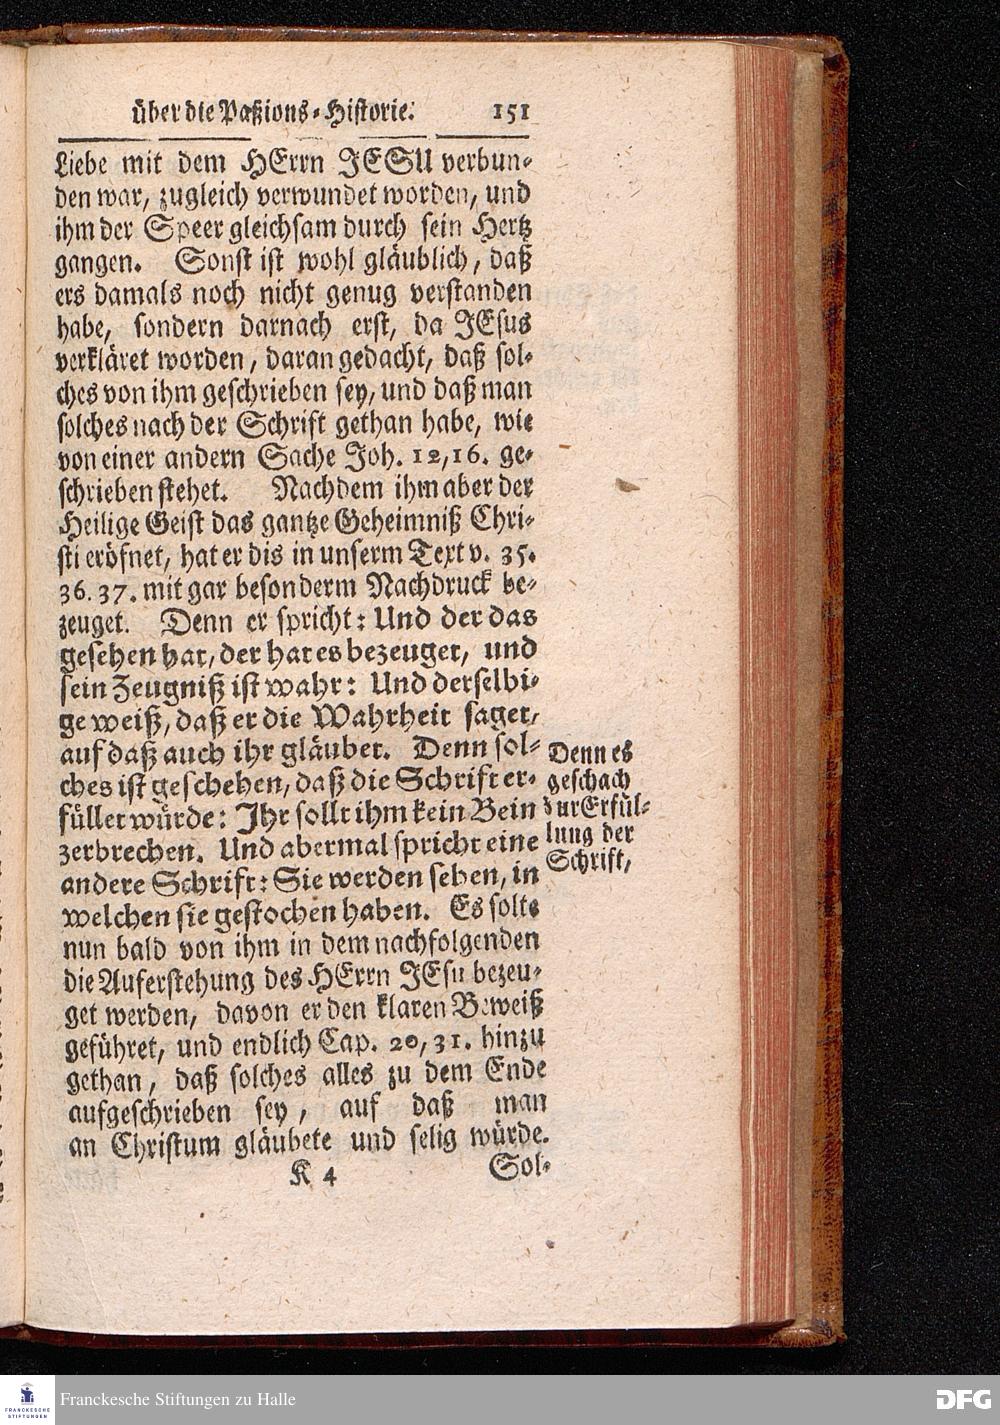 über die Paßions-Historie. 151
Liebe mit dem HErrn JESU verbun-
den war, zugleich verwundet worden, und
ihm der Speer gleichsam durch sein Hertz
gangen. Sonst ist wohl gläublich, daß
ers damals noch nicht genug verstanden
habe, sondern darnach erst, da JEsus
verkläret worden, daran gedacht, daß sol-
ches von ihm geschrieben sey, und daß man
solches nach der Schrift gethan habe, wie
von einer andern Sache Joh. 12,16. ge-
schrieben stehet. Nachdem ihm aber der
Heilige Geist das gantze Geheimniß Chri-
sti eröfnet, hat er dis in unserm Text v. 35.
36. 37. mit gar besonderm Nachdruck be-
zeuget. Denn er spricht: Und der das
gesehen hat, der hat es bezeuget, und
sein Zeugniß ist wahr: Und derselbi-
ge weiß, daß er die Wahrheit saget,
auf daß auch ihr gläubet. Denn sol-
ches ist geschehen, daß die Schrift er-
füllet würde: Ihr sollt ihm kein Bein
zerbrechen. Und abermal spricht eine
andere Schrift: Sie werden sehen, in
welchen sie gestochen haben. Es solte
nun bald von ihm in dem nachfolgenden
die Auferstehung des HErrn JEsu bezeu-
get werden, davon er den klaren Beweiß
geführet, und endlich Cap. 20, 31. hinzu
gethan, daß solches alles zu dem Ende
aufgeschrieben sey, auf daß man
an Christum gläubete und selig würde.
K 4 Sol-
Denn es
geschach
zur Erfül-
lung der
Schrift,
FRANCKESCHE
STIFTUNGEN
Franckesche Stiftungen zu Halle
DFG